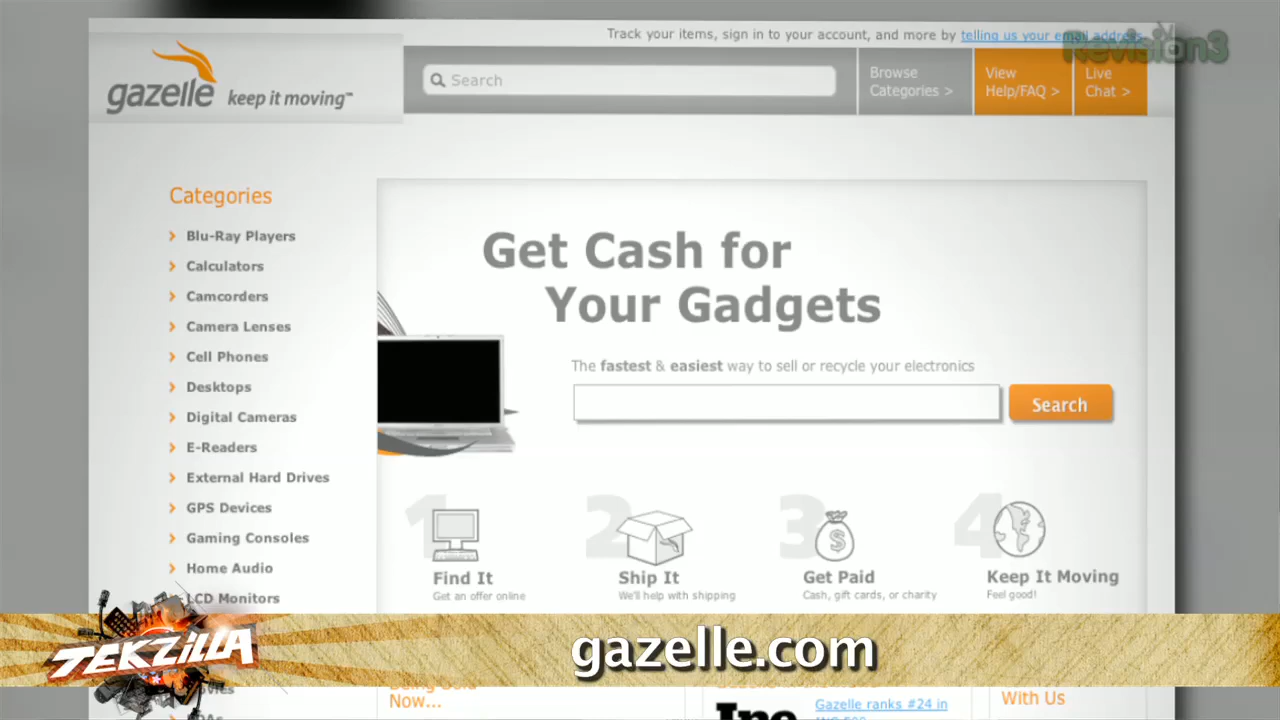 Track your items, sign in to your account, and more by telling us your email address.
Revision3
gazelle keep it moving™
Search
Browse Categories >
View Help/FAQ >
Live Chat >
Categories
Blu-Ray Players
Calculators
Camcorders
Camera Lenses
Cell Phones
Desktops
Digital Cameras
E-Readers
External Hard Drives
GPS Devices
Gaming Consoles
Home Audio
LCD Monitors
Get Cash for
Your Gadgets
The fastest & easiest way to sell or recycle your electronics
Search
1 2 3 4
Find It
Get an offer online
Ship It
We'll help with shipping
Get Paid
Cash, gift cards, or charity
Keep It Moving
Feel good!
TEKZILLA
gazelle.com
Now...
Gazelle ranks #24 in
With Us